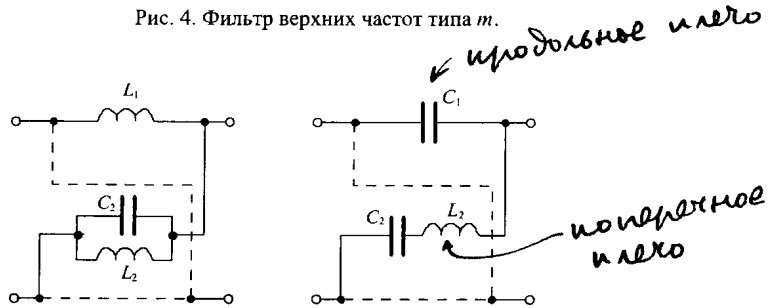 Рис. 4. Фильтр верхних частот типа m.
продольное плечо
L₁
C₁
C₂
L₂
C₂
L₂
поперечное
плечо